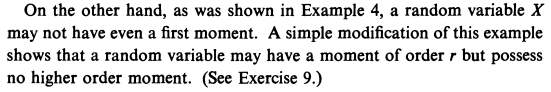 On the other hand, as was shown in Example 4, a random variable X
may not have even a first moment. A simple modification of this example
shows that a random variable may have a moment of order r but possess
no higher order moment. (See Exercise 9.)